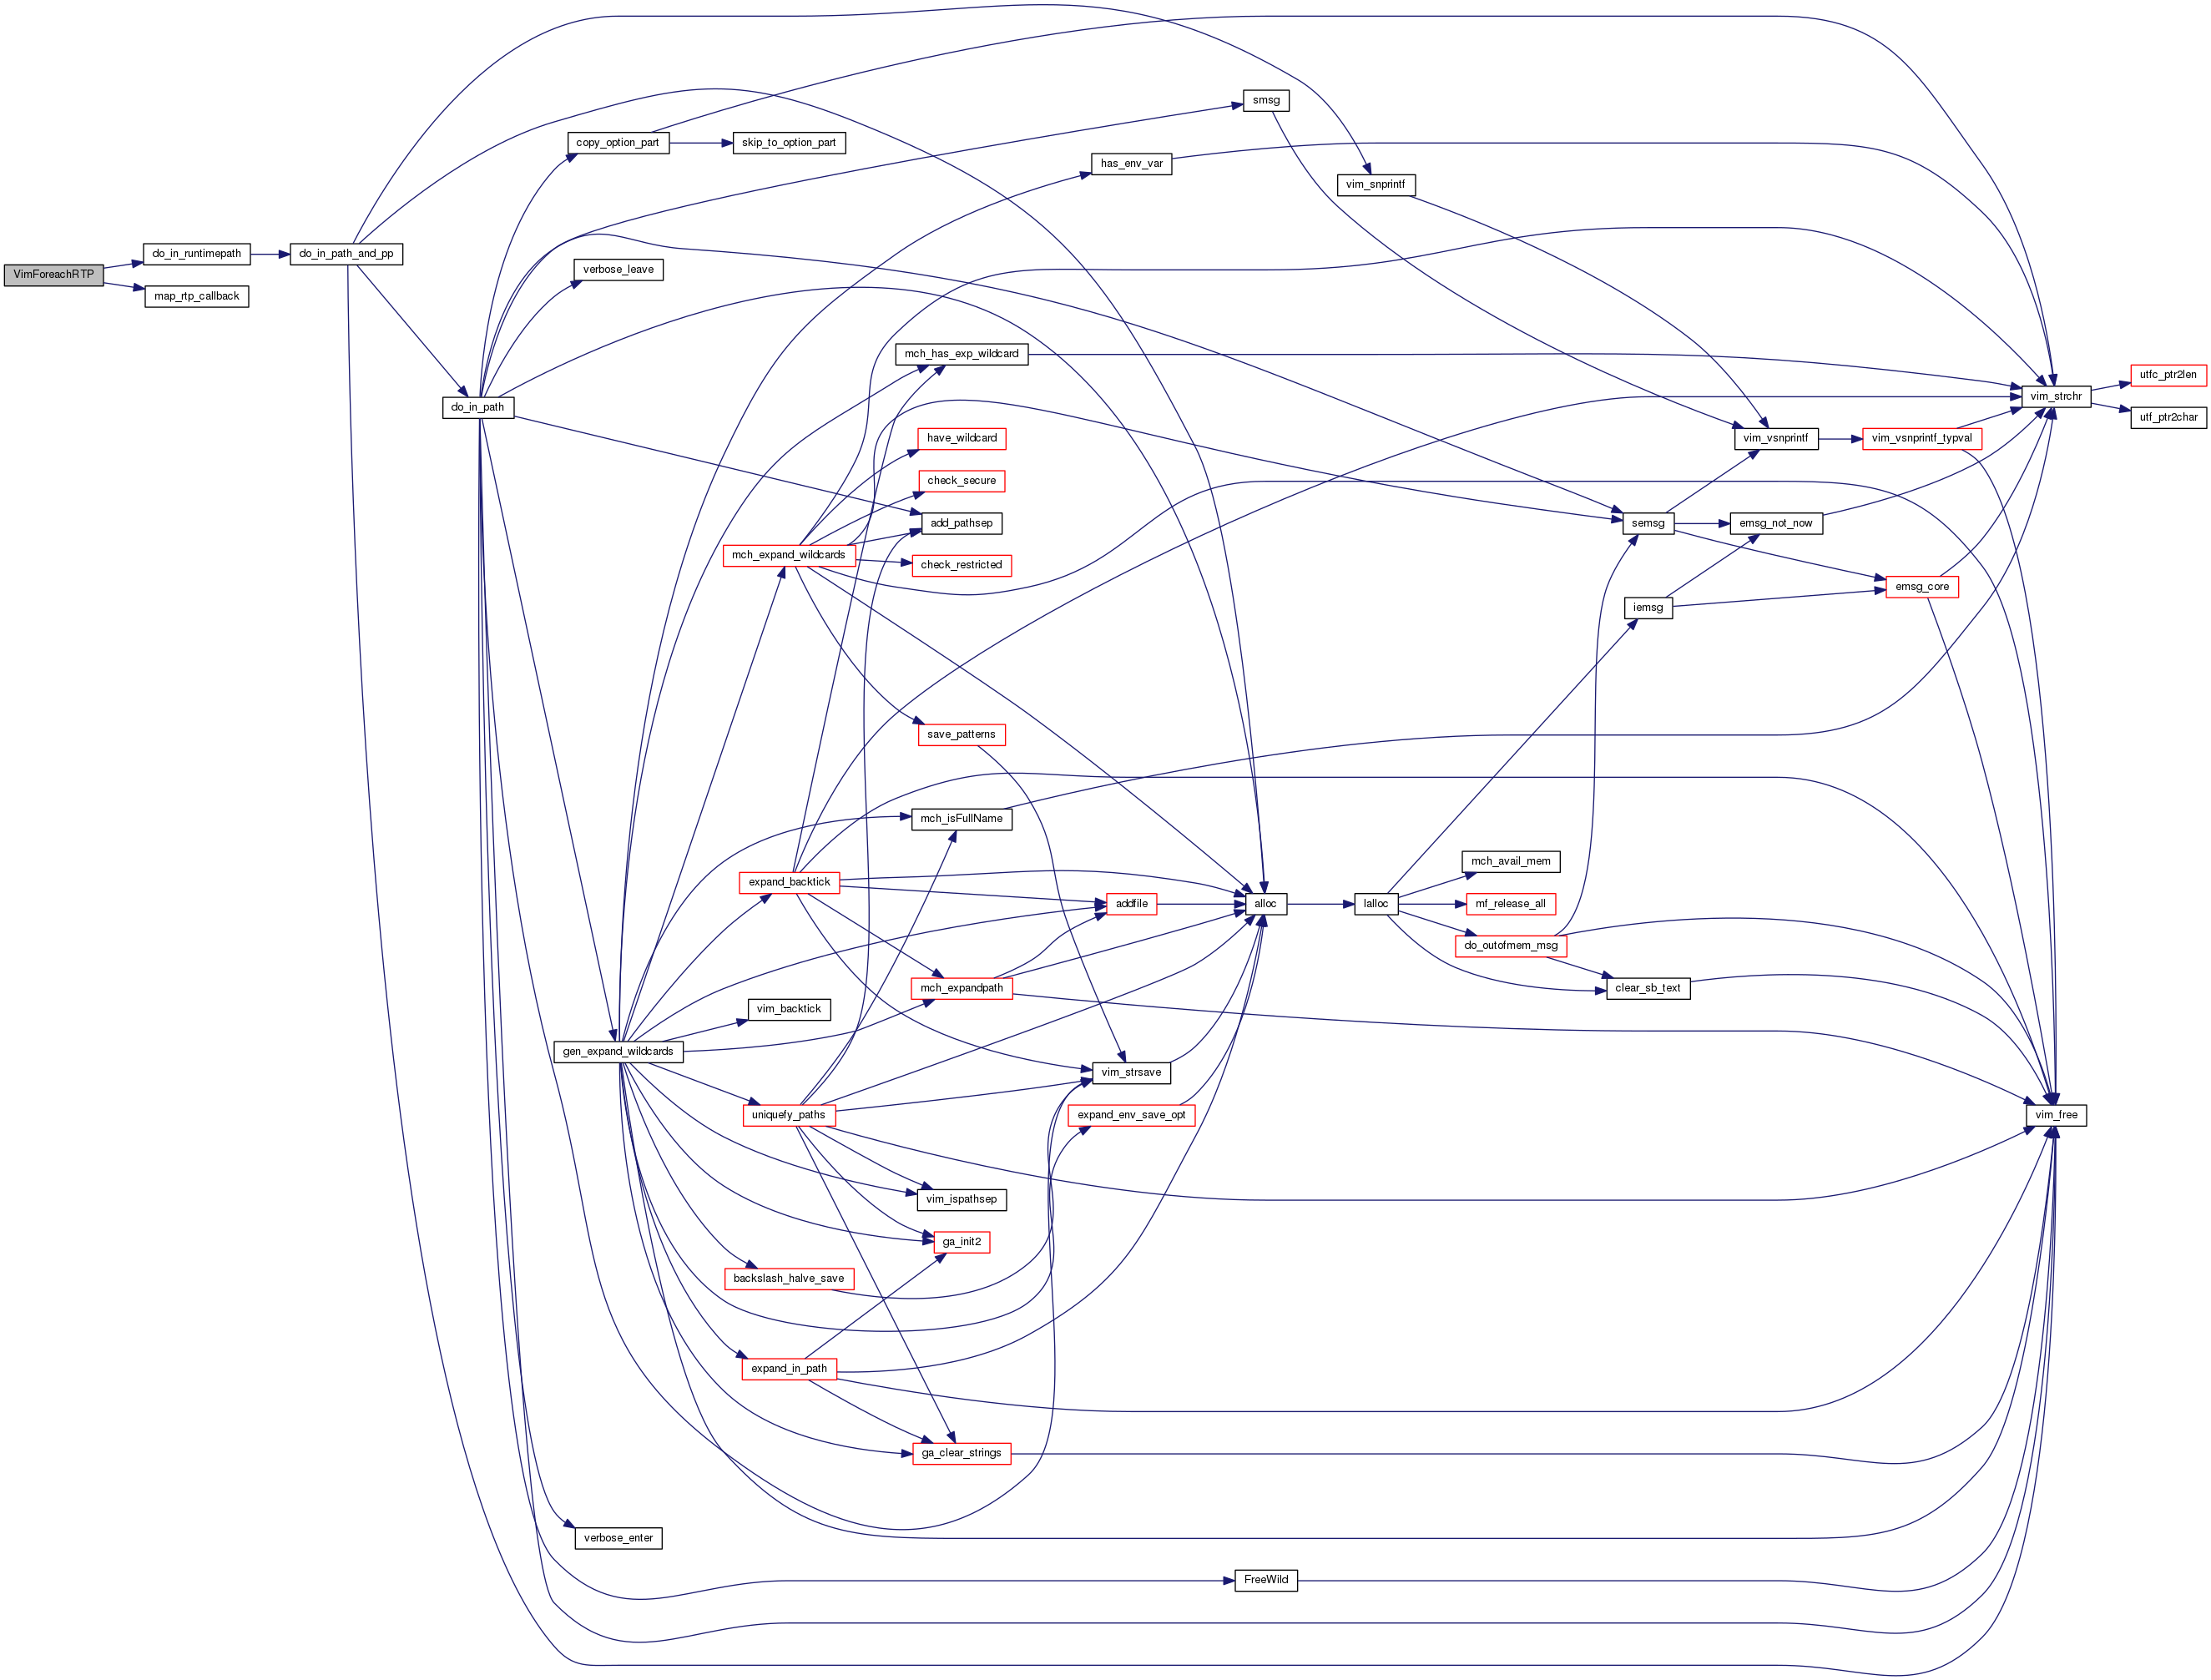 VimForeachRTP
do_in_runtimepath
map_rtp_callback
do_in_path_and_pp
do_in_path
copy_option_part
skip_to_option_part
verbose_leave
gen_expand_wildcards
verbose_enter
smsg
has_env_var
vim_snprintf
mch_has_exp_wildcard
have_wildcard
check_secure
add_pathsep
mch_expand_wildcards
check_restricted
save_patterns
mch_isFullName
expand_backtick
addfile
mch_expandpath
vim_backtick
vim_strsave
uniquefy_paths
expand_env_save_opt
vim_ispathsep
ga_init2
backslash_halve_save
expand_in_path
ga_clear_strings
FreeWild
alloc
lalloc
mch_avail_mem
mf_release_all
do_outofmem_msg
clear_sb_text
semsg
iemsg
vim_vsnprintf
emsg_not_now
vim_vsnprintf_typval
emsg_core
vim_strchr
utfc_ptr2len
utf_ptr2char
vim_free